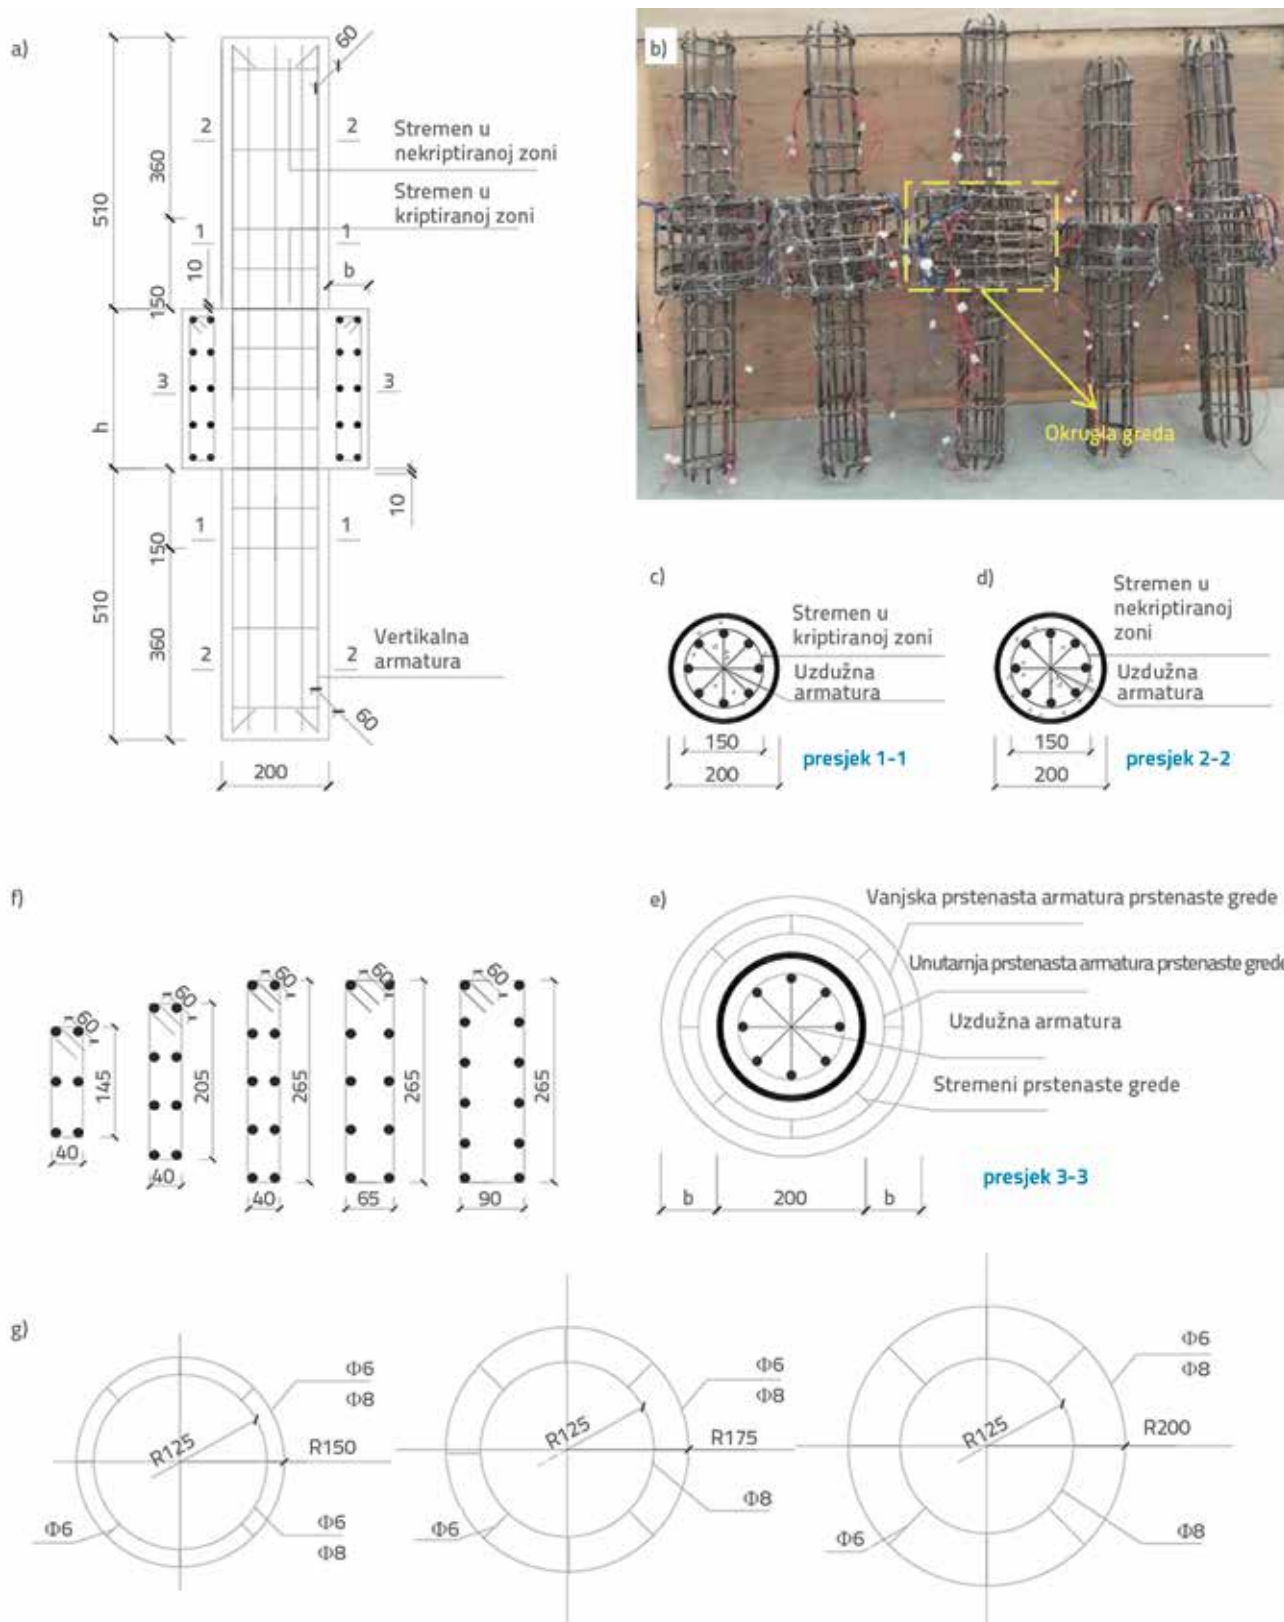 a)
60
2
2
Stremen u
nekriptiranoj zoni
360
510
Stremen u
kriptiranoj zoni
1
1
10
b
150
3
3
h
10
1
1
150
510
360
2
2
Vertikalna
armatura
60
200
b)
Okrugla greda
c)
Stremen u
kriptiranoj zoni
Uzdužna
armatura
150
200
presjek 1-1
d)
Stremen u
nekriptiranoj
zoni
Uzdužna
armatura
150
200
presjek 2-2
f)
60
145
40
60
205
40
60
265
40
60
265
65
60
265
90
e)
Vanjska prstenasta armatura prstenaste grede
Unutarnja prstenasta armatura prstenaste grede
Uzdužna armatura
Stremeni prstenaste grede
b
200
b
presjek 3-3
g)
Φ6
Φ8
R125
R150
Φ6
Φ6
Φ8
Φ6
Φ8
R125
R175
Φ8
Φ6
Φ6
Φ8
R125
R200
Φ6
Φ8